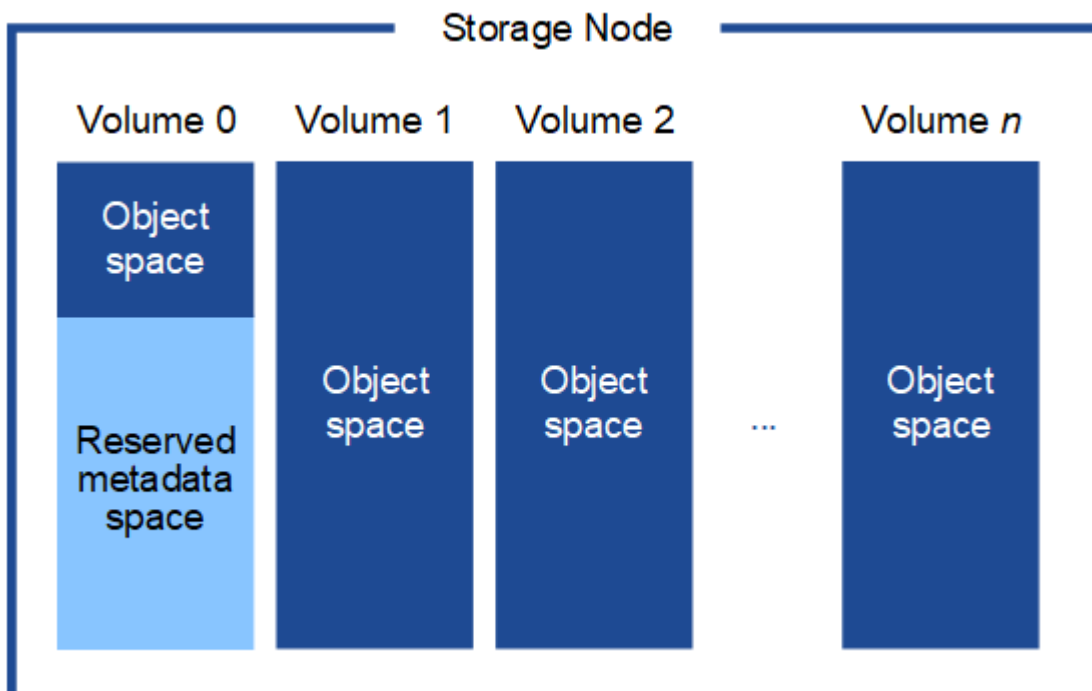 Storage Node
Volume 0
Volume 1
Volume 2
Volume n
Object
space
Reserved
metadata
space
Object
space
Object
space
...
Object
space